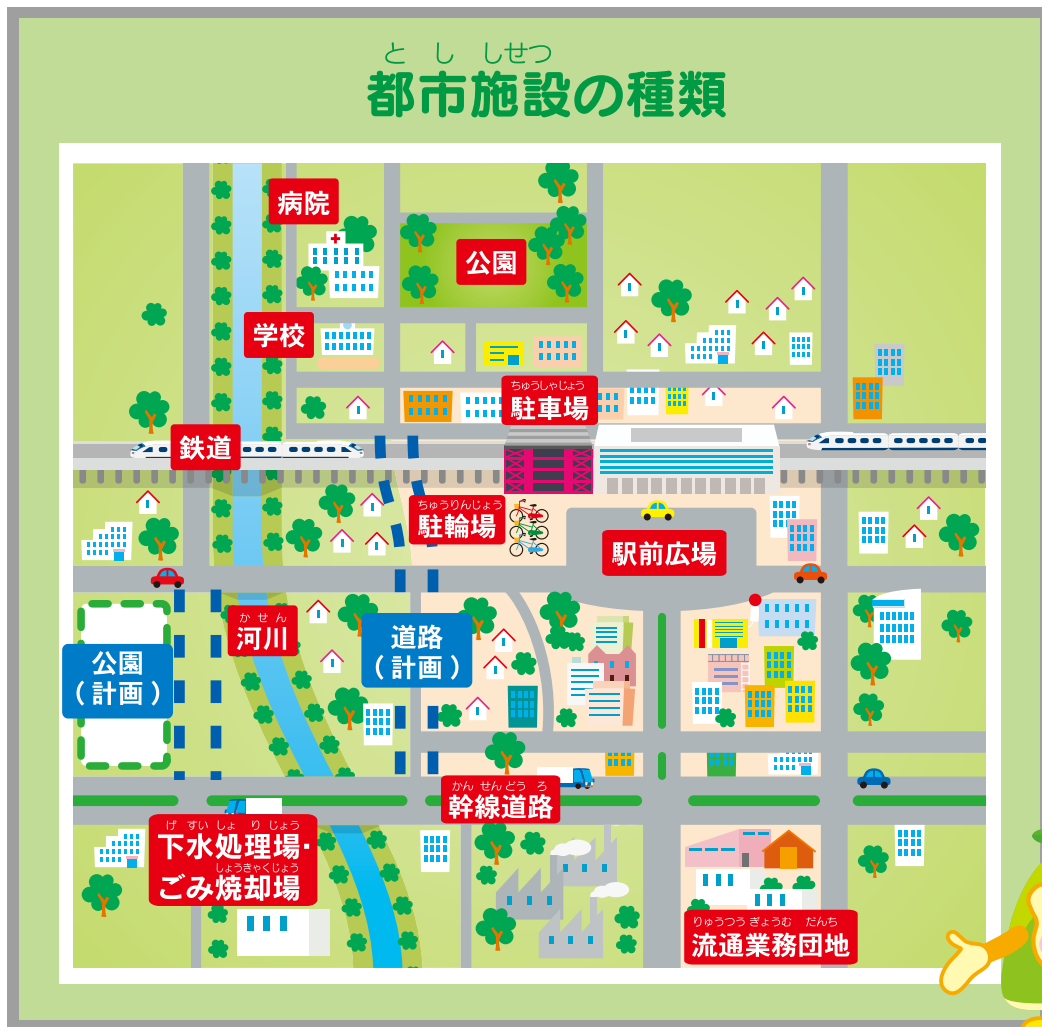 と し しせつ
都市施設の種類
病院
公園
学校
ちゅうしゃじょう
駐車場
鉄道
ちゅうりんじょう
駐輪場
駅前広場
かせん
河川
道路
（計画）
公園
（計画）
かんせんどうろ
幹線道路
げすいしょりじょう
下水処理場・
しょうきゃくじょう
ごみ焼却場
りゅうつうぎょうむ だんち
流通業務団地